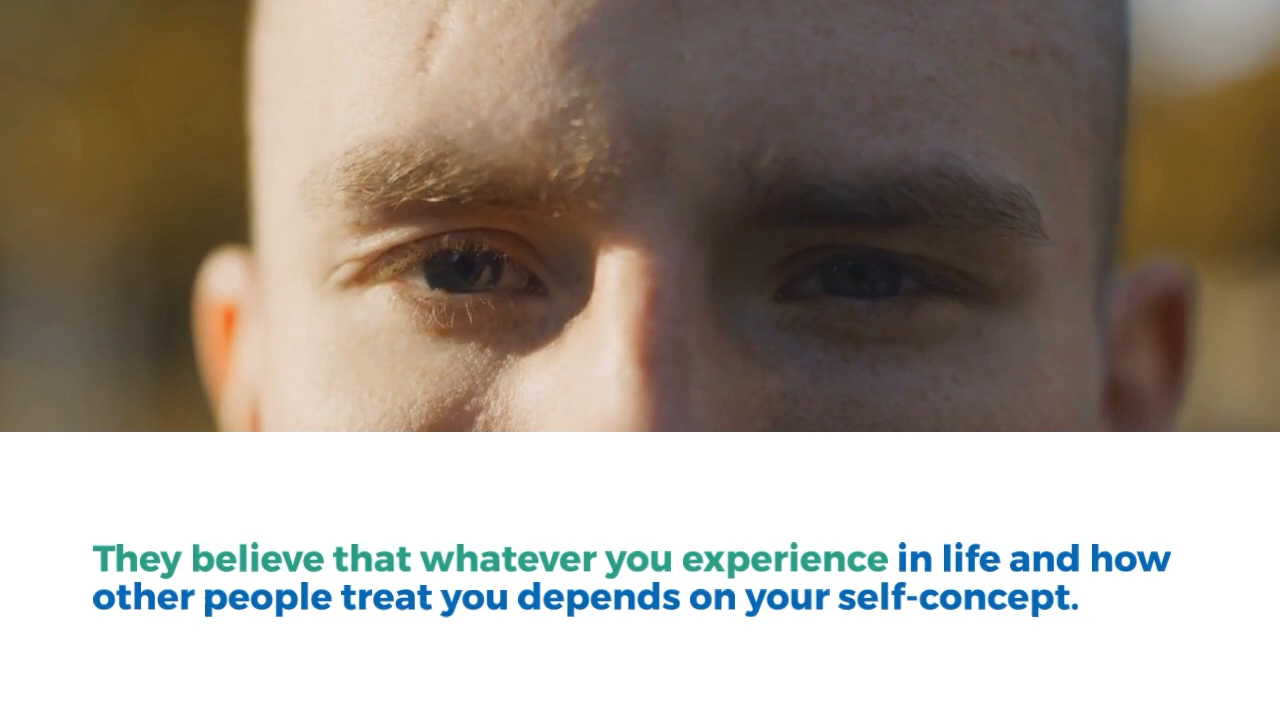 They believe that whatever you experience in life and how
other people treat you depends on your self-concept.